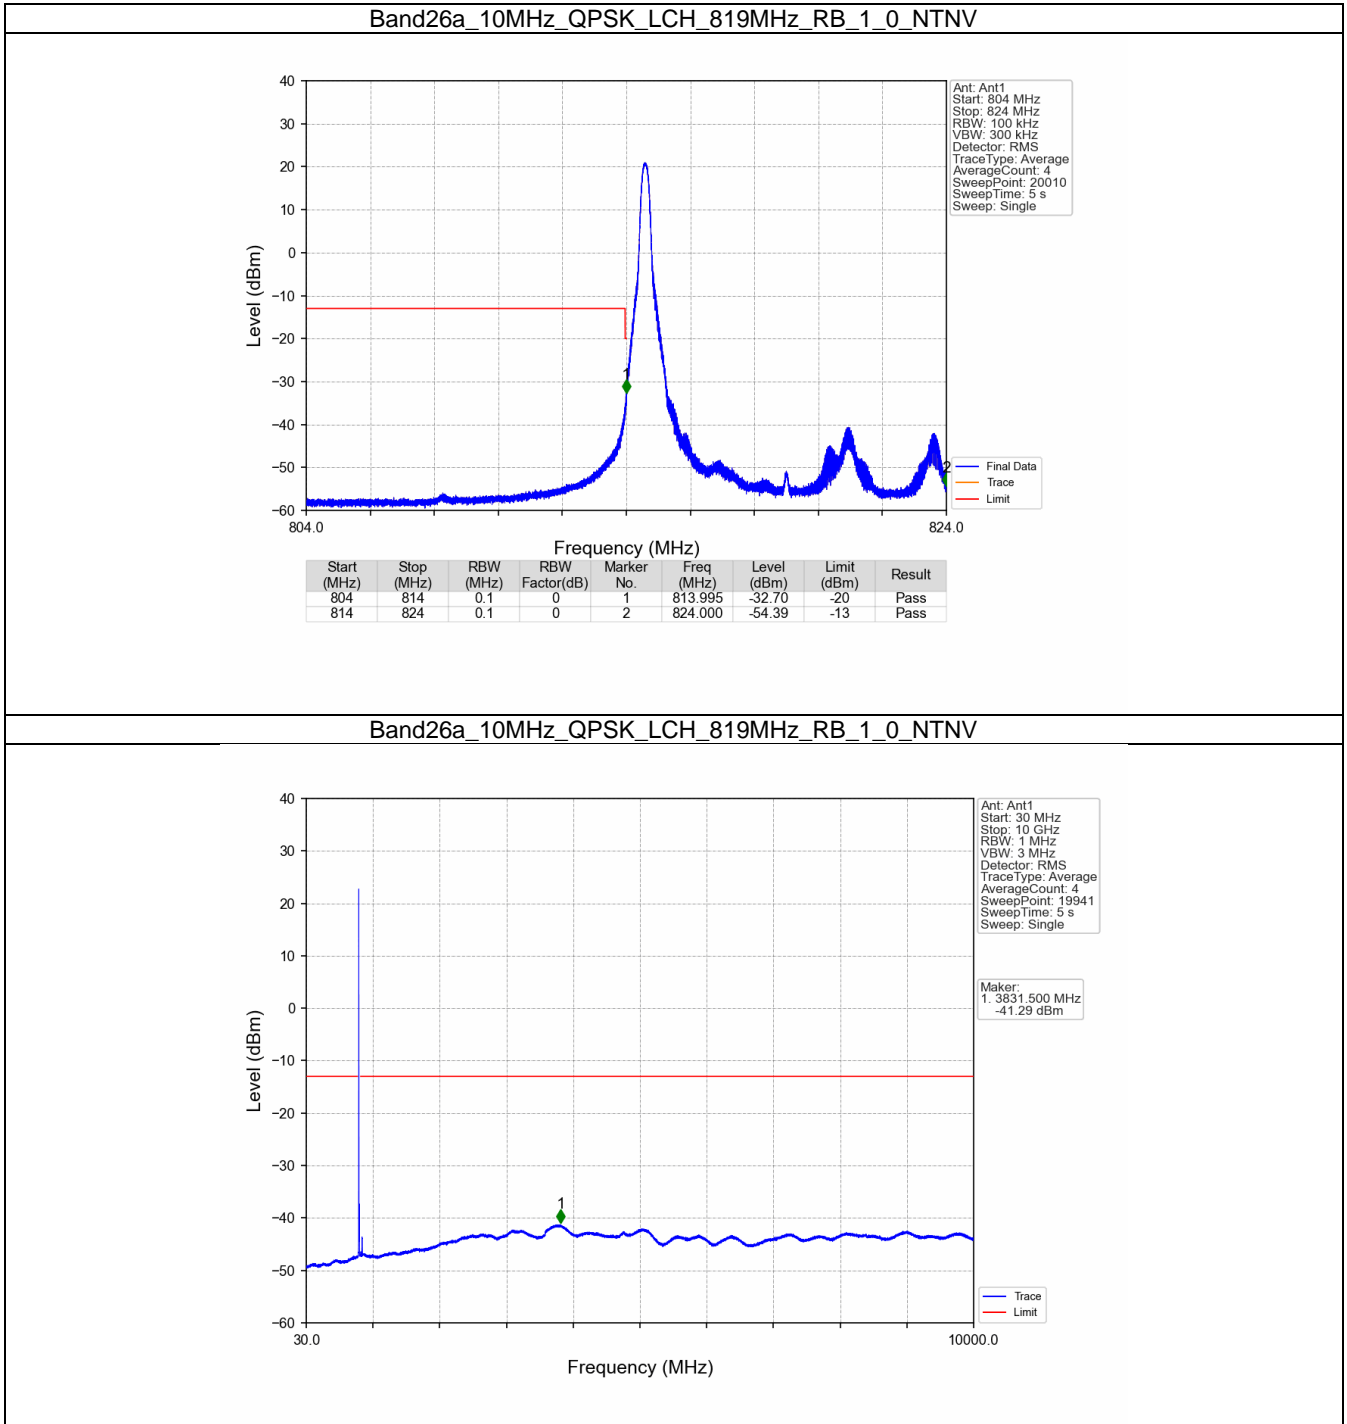 Band26a_10MHz_QPSK_LCH_819MHz_RB_1_0_NTNV
40
30
20
10
0
−10
−20
−30
−40
−50
−60
Level (dBm)
804.0
824.0
Frequency (MHz)
1
2
Ant: Ant1
Start: 804 MHz
Stop: 824 MHz
RBW: 100 kHz
VBW: 300 kHz
Detector: RMS
TraceType: Average
AverageCount: 4
SweepPoint: 20010
SweepTime: 5 s
Sweep: Single
Final Data
Trace
Limit
Start (MHz) Stop (MHz) RBW (MHz) RBW Factor(dB) Marker No. Freq (MHz) Level (dBm) Limit (dBm) Result
804 814 0.1 0 1 813.995 -32.70 -20 Pass
814 824 0.1 0 2 824.000 -54.39 -13 Pass
Band26a_10MHz_QPSK_LCH_819MHz_RB_1_0_NTNV
40
30
20
10
0
−10
−20
−30
−40
−50
−60
Level (dBm)
30.0
10000.0
Frequency (MHz)
1
Ant: Ant1
Start: 30 MHz
Stop: 10 GHz
RBW: 1 MHz
VBW: 3 MHz
Detector: RMS
TraceType: Average
AverageCount: 4
SweepPoint: 19941
SweepTime: 5 s
Sweep: Single
Maker:
1. 3831.500 MHz
-41.29 dBm
Trace
Limit